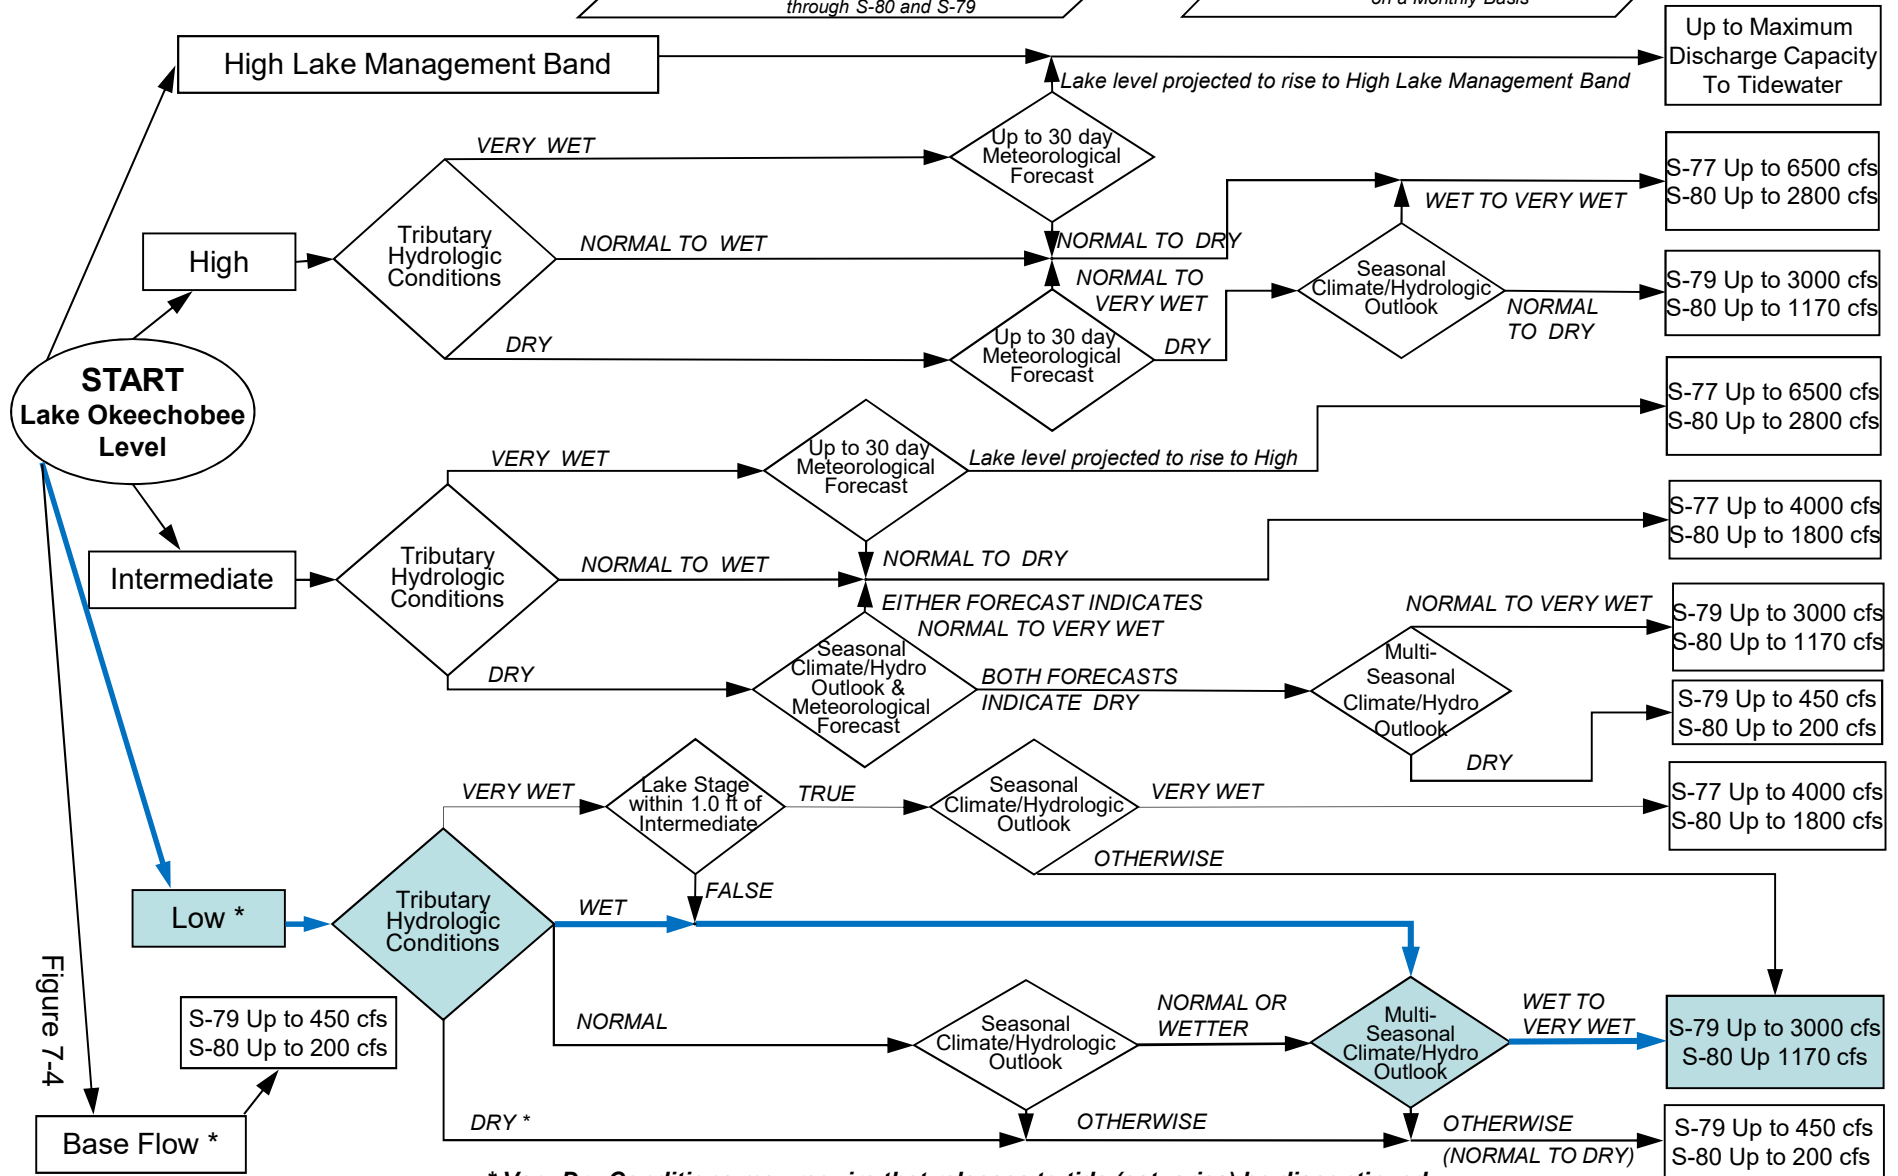 through S-80 and S-79
on a Monthly Basis
High Lake Management Band
Up to Maximum
Discharge Capacity
To Tidewater
Lake level projected to rise to High Lake Management Band
VERY WET
Up to 30 day
Meteorological
Forecast
S-77 Up to 6500 cfs
S-80 Up to 2800 cfs
WET TO VERY WET
Tributary
Hydrologic
Conditions
High
NORMAL TO WET
NORMAL TO DRY
NORMAL TO
VERY WET
Seasonal
Climate/Hydrologic
Outlook
NORMAL
TO DRY
S-79 Up to 3000 cfs
S-80 Up to 1170 cfs
DRY
Up to 30 day
Meteorological
Forecast
DRY
START
Lake Okeechobee
Level
S-77 Up to 6500 cfs
S-80 Up to 2800 cfs
VERY WET
Up to 30 day
Meteorological
Forecast
Lake level projected to rise to High
S-77 Up to 4000 cfs
S-80 Up to 1800 cfs
Intermediate
Tributary
Hydrologic
Conditions
NORMAL TO WET
NORMAL TO DRY
EITHER FORECAST INDICATES
NORMAL TO VERY WET
NORMAL TO VERY WET
S-79 Up to 3000 cfs
S-80 Up to 1170 cfs
DRY
Seasonal
Climate/Hydro
Outlook &
Meteorological
Forecast
BOTH FORECASTS
INDICATE DRY
Multi-
Seasonal
Climate/Hydro
Outlook
S-79 Up to 450 cfs
S-80 Up to 200 cfs
DRY
VERY WET
Lake Stage
within 1.0 ft of
Intermediate
TRUE
Seasonal
Climate/Hydrologic
Outlook
VERY WET
S-77 Up to 4000 cfs
S-80 Up to 1800 cfs
OTHERWISE
FALSE
Low *
Tributary
Hydrologic
Conditions
WET
Figure 7-4
S-79 Up to 450 cfs
S-80 Up to 200 cfs
NORMAL
Seasonal
Climate/Hydrologic
Outlook
NORMAL OR
WETTER
Multi-
Seasonal
Climate/Hydro
Outlook
WET TO
VERY WET
S-79 Up to 3000 cfs
S-80 Up 1170 cfs
Base Flow *
DRY *
OTHERWISE
OTHERWISE
(NORMAL TO DRY)
S-79 Up to 450 cfs
S-80 Up to 200 cfs